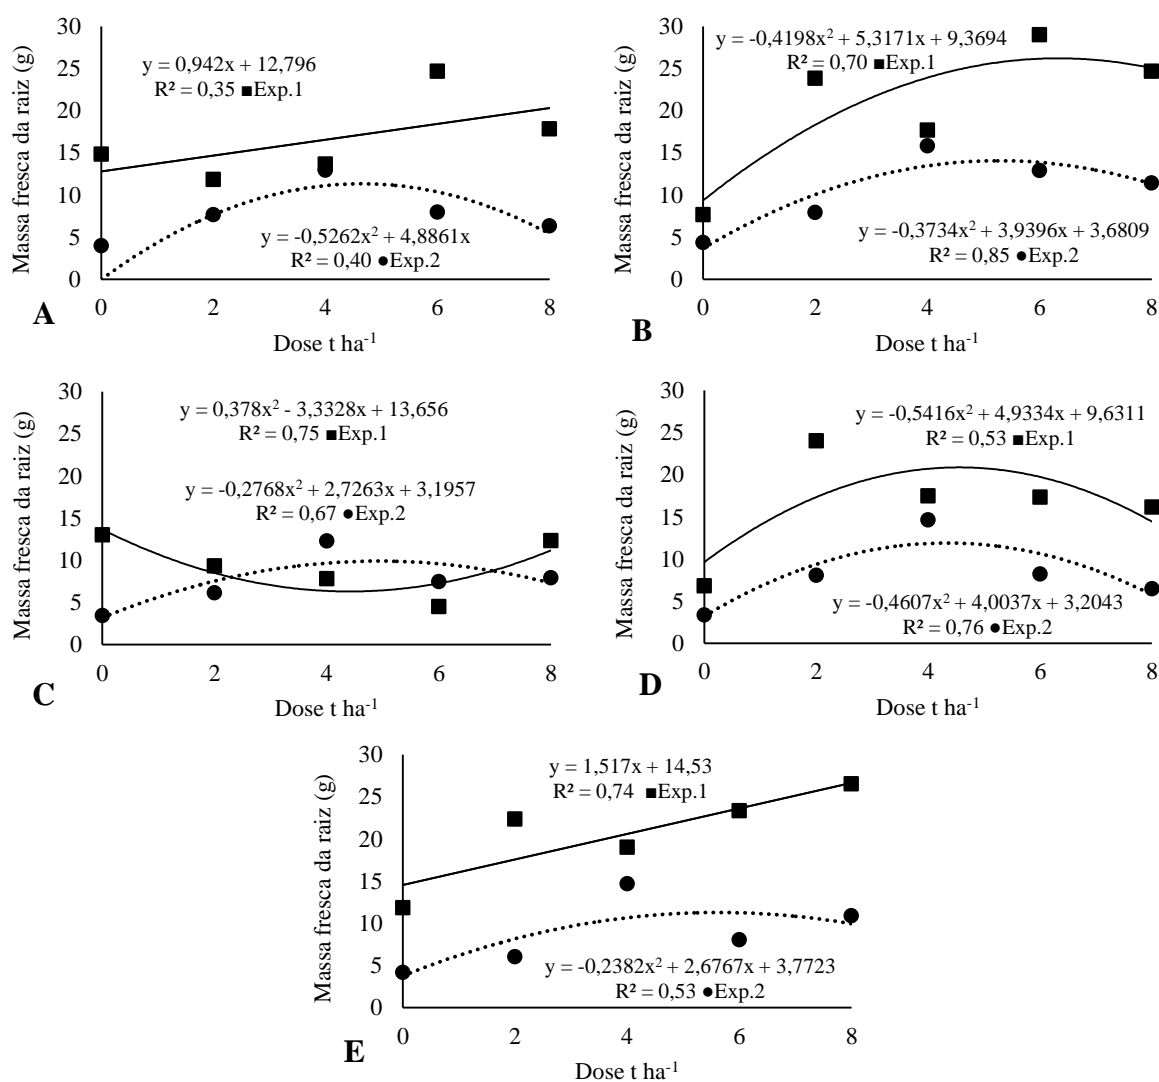 Massa fresca da raiz (g)
30
25
20
15
10
5
0
y = 0,942x + 12,796
R² = 0,35 ■Exp.1
y = -0,5262x² + 4,8861x
R² = 0,40 ●Exp.2
0 2 4 6 8
A
Dose t ha⁻¹
Massa fresca da raiz (g)
30
25
20
15
10
5
0
y = -0,4198x² + 5,3171x + 9,3694
R² = 0,70 ■Exp.1
y = -0,3734x² + 3,9396x + 3,6809
R² = 0,85 ●Exp.2
0 2 4 6 8
B
Dose t ha⁻¹
Massa fresca da raiz (g)
30
25
20
15
10
5
0
y = 0,378x² - 3,3328x + 13,656
R² = 0,75 ■Exp.1
y = -0,2768x² + 2,7263x + 3,1957
R² = 0,67 ●Exp.2
0 2 4 6 8
C
Dose t ha⁻¹
Massa fresca da raiz (g)
30
25
20
15
10
5
0
y = -0,5416x² + 4,9334x + 9,6311
R² = 0,53 ■Exp.1
y = -0,4607x² + 4,0037x + 3,2043
R² = 0,76 ●Exp.2
0 2 4 6 8
D
Dose t ha⁻¹
Massa fresca da raiz (g)
30
25
20
15
10
5
0
y = 1,517x + 14,53
R² = 0,74 ■Exp.1
y = -0,2382x² + 2,6767x + 3,7723
R² = 0,53 ●Exp.2
0 2 4 6 8
E
Dose t ha⁻¹